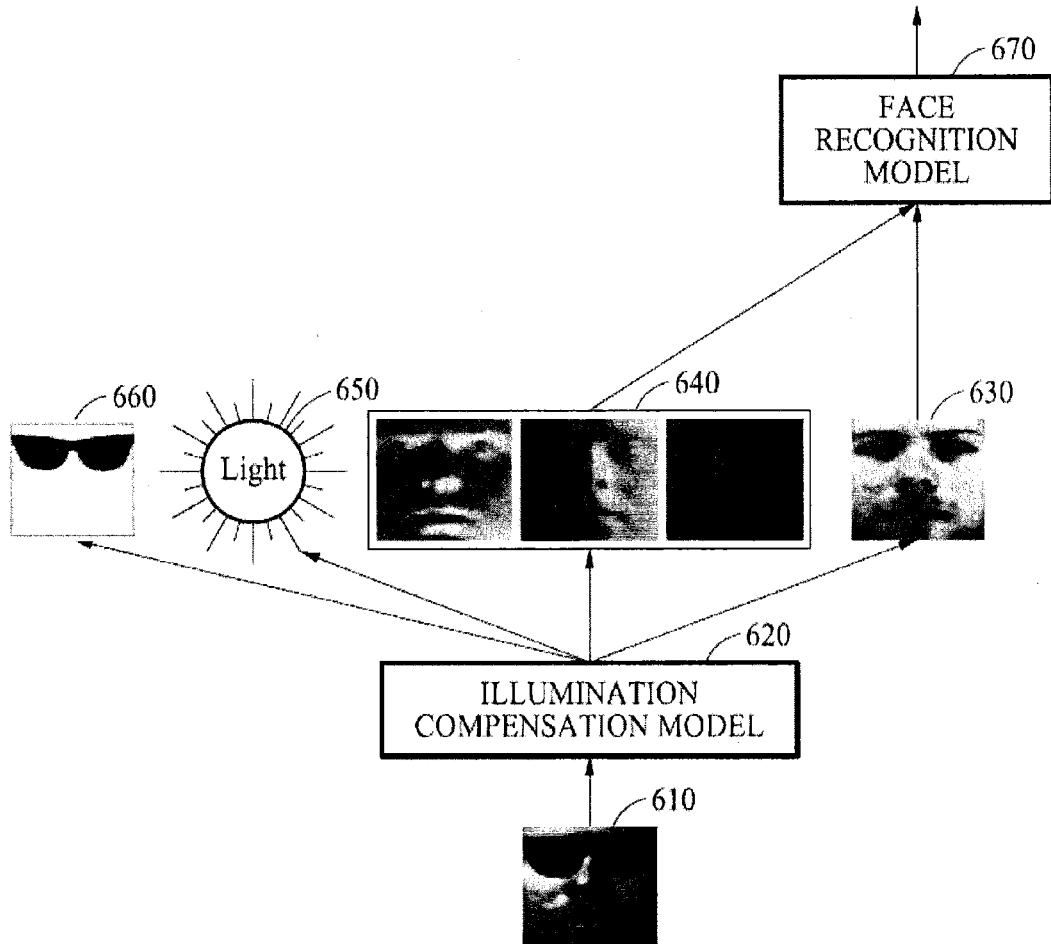 670
FACE
RECOGNITION
MODEL
660
650
640
630
Light
620
ILLUMINATION
COMPENSATION MODEL
610